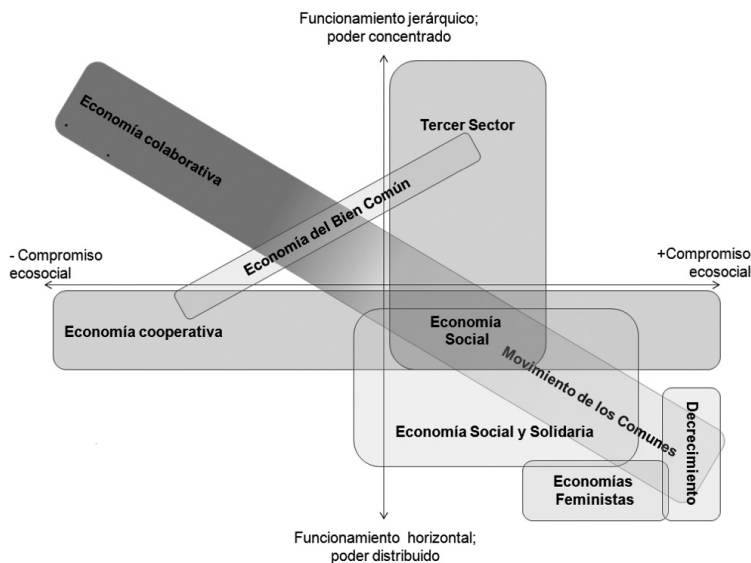 Funcionamiento jerárquico;
poder concentrado
Economía colaborativa
Tercer Sector
Economía del Bien Común
- Compromiso
ecosocial
+Compromiso
ecosocial
Economía cooperativa
Economía
Social
Movimiento de los Comunes
Economía Social y Solidaria
Decrecimiento
Economías
Feministas
Funcionamiento horizontal;
poder distribuido